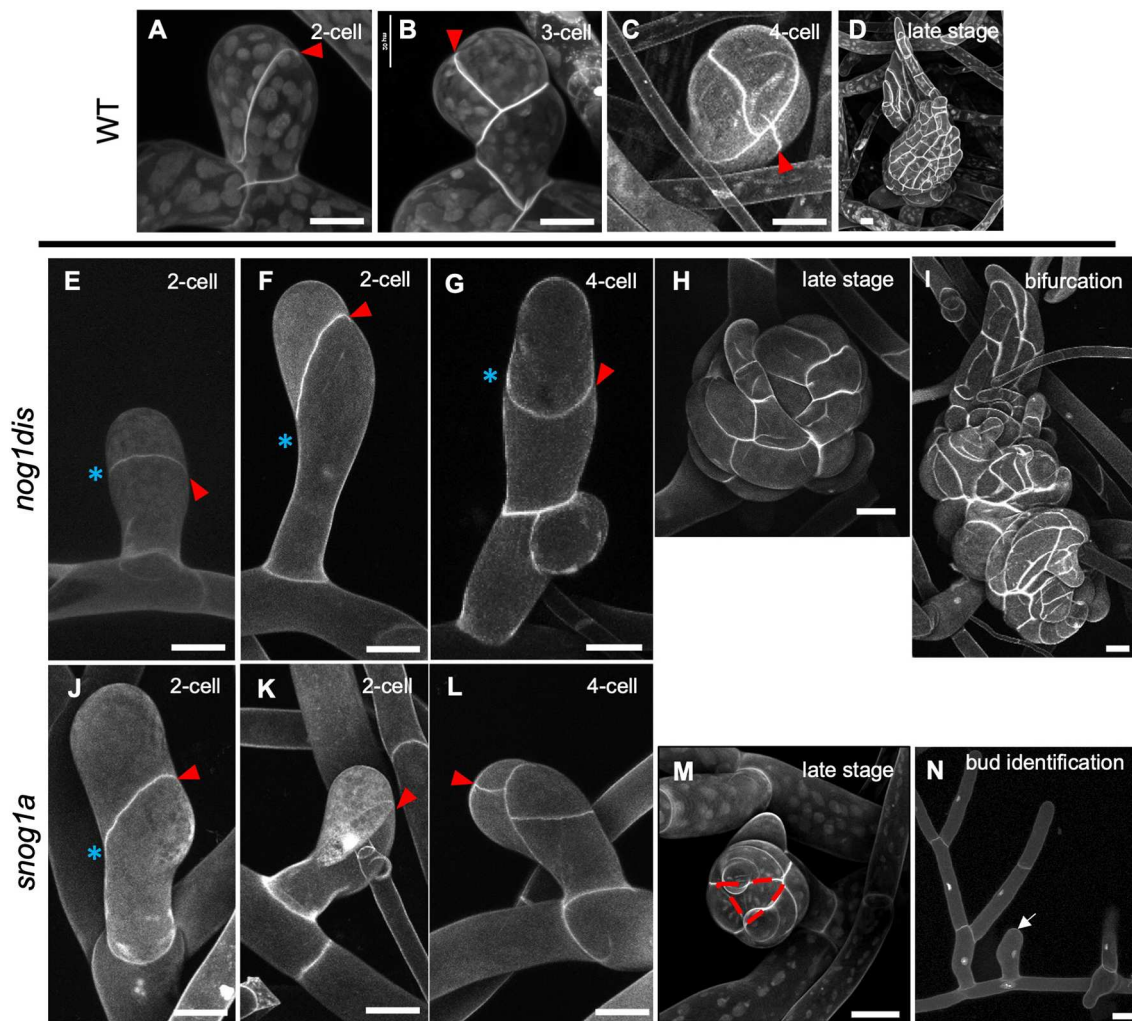 A 2-cell
B 3-cell
C 4-cell
D late stage
WT
E 2-cell
F 2-cell
G 4-cell
H late stage
I bifurcation
nog1dis
J 2-cell
K 2-cell
L 4-cell
M late stage
N bud identification
snog1a